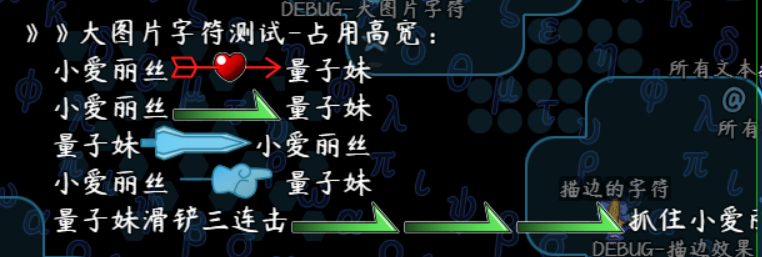 DEBUG-大图片字符
》》大图片字符测试-占用高宽：
小爱丽丝量子妹
小爱丽丝量子妹
量子妹小爱丽丝
小爱丽丝量子妹
量子妹滑铲三连击抓住小爱丽
所有文本
@
所有
描边的字符
DEBUG-描边效果